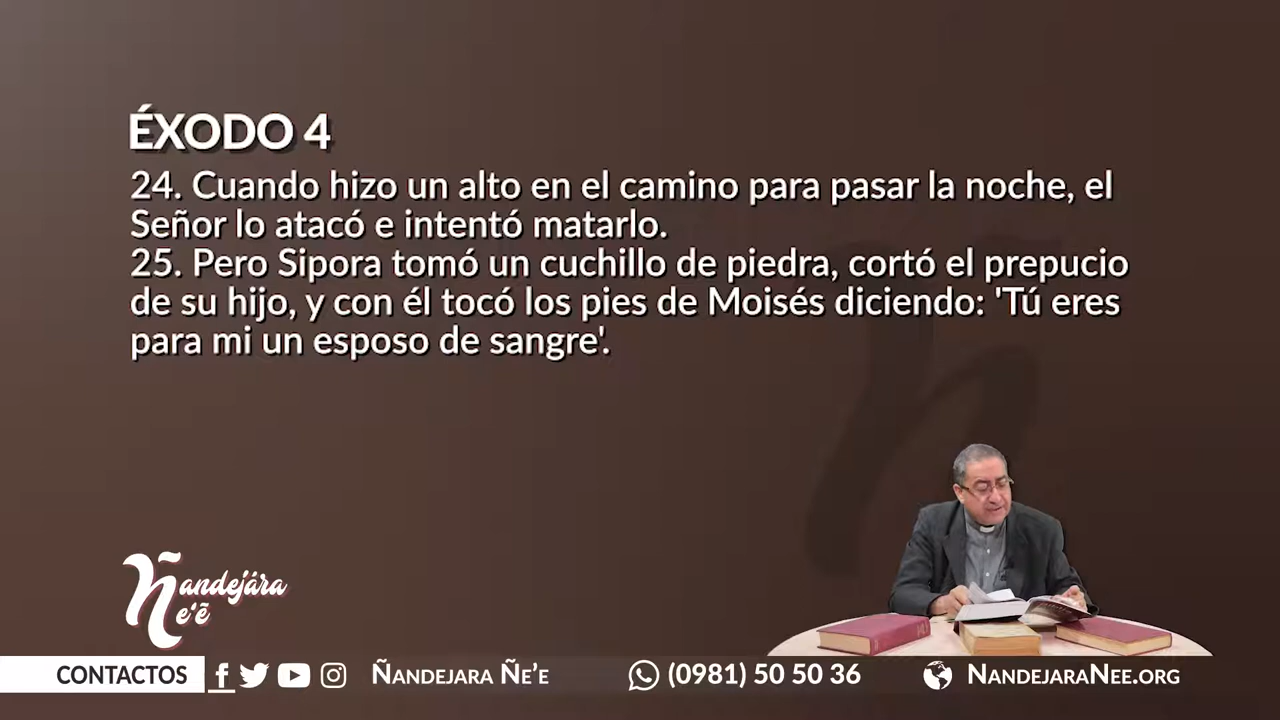 ÉXODO 4
24. Cuando hizo un alto en el camino para pasar la noche, el
Señor lo atacó e intentó matarlo.
25. Pero Sipora tomó un cuchillo de piedra, cortó el prepucio
de su hijo, y con él tocó los pies de Moisés diciendo: 'Tú eres
para mi un esposo de sangre'.
Ñandejára
Ñe'ẽ
CONTACTOS
ÑANDEJARA ÑE'E
(0981) 50 50 36
NANDEJARANEE.ORG